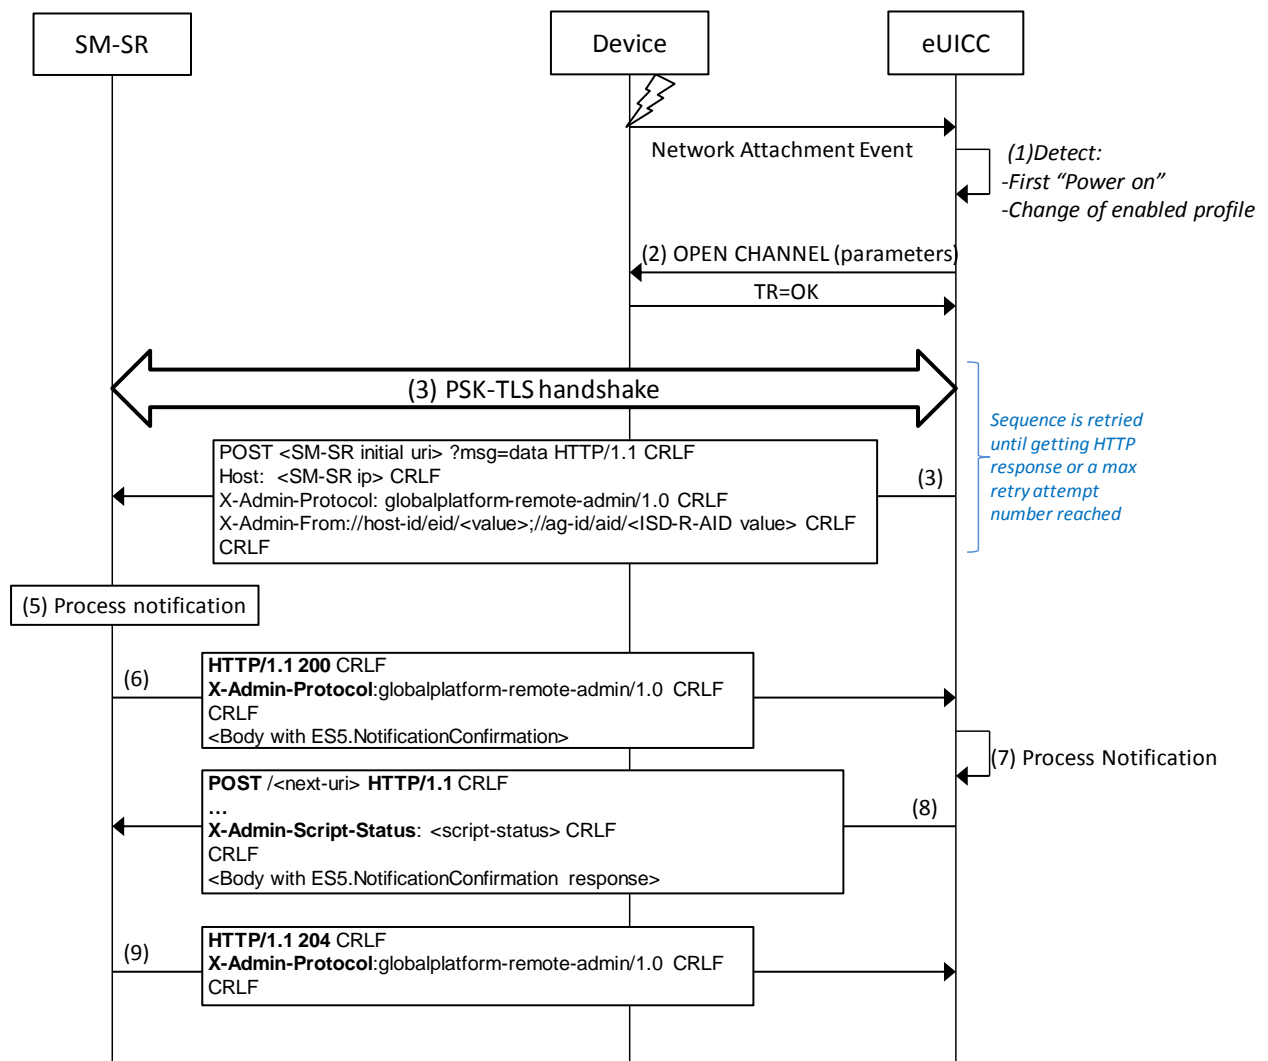 SM-SR
Device
eUICC
Network Attachment Event
(1)Detect:
-First “Power on”
-Change of enabled profile
(2) OPEN CHANNEL (parameters)
TR=OK
(3) PSK-TLS handshake
Sequence is retried
until getting HTTP
response or a max
retry attempt
number reached
POST <SM-SR initial uri> ?msg=data HTTP/1.1 CRLF
Host: <SM-SR ip> CRLF
X-Admin-Protocol: globalplatform-remote-admin/1.0 CRLF
X-Admin-From://host-id/eid/<value>;//ag-id/aid/<ISD-R-AID value> CRLF
CRLF
(3)
(5) Process notification
(6)
HTTP/1.1 200 CRLF
X-Admin-Protocol:globalplatform-remote-admin/1.0 CRLF
CRLF
<Body with ES5.NotificationConfirmation>
(7) Process Notification
POST /<next-uri> HTTP/1.1 CRLF
...
X-Admin-Script-Status: <script-status> CRLF
CRLF
<Body with ES5.NotificationConfirmation response>
(8)
(9)
HTTP/1.1 204 CRLF
X-Admin-Protocol:globalplatform-remote-admin/1.0 CRLF
CRLF